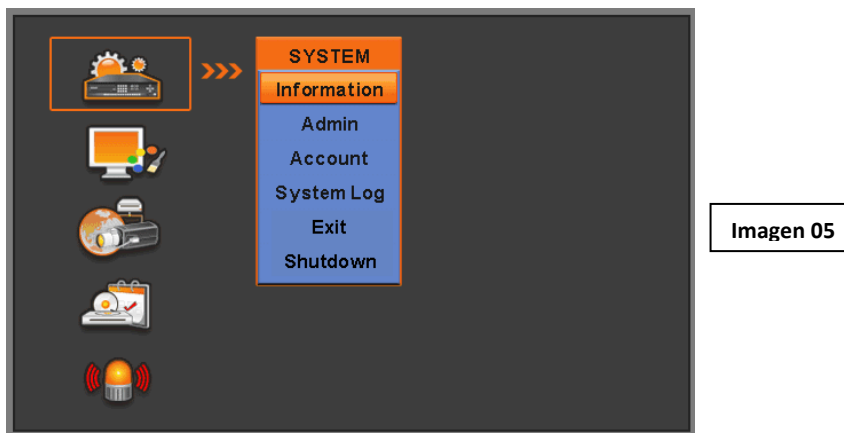 SYSTEM
Information
Admin
Account
System Log
Exit
Shutdown
Imagen 05